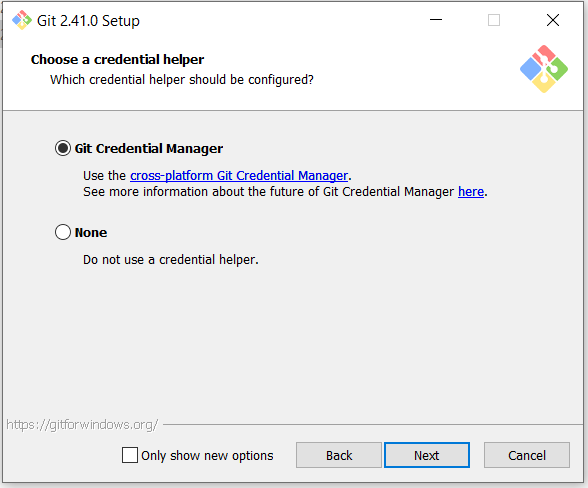 Git 2.41.0 Setup
Choose a credential helper
Which credential helper should be configured?
Git Credential Manager
Use the cross-platform Git Credential Manager.
See more information about the future of Git Credential Manager here.
None
Do not use a credential helper.
https://gitforwindows.org/
Only show new options
Back
Next
Cancel